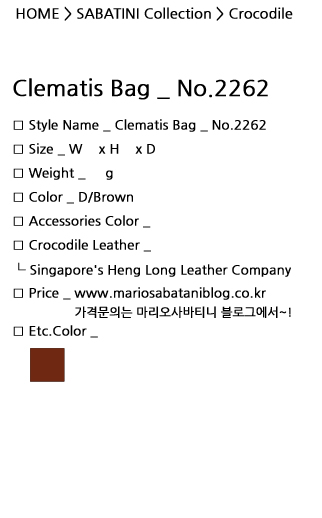 HOME > SABATINI Collection > Crocodile
Clematis Bag _ No.2262
□ Style Name _ Clematis Bag _ No.2262
□ Size _ W x H x D
□ Weight _ g
□ Color _ D/Brown
□ Accessories Color _
□ Crocodile Leather _
└ Singapore's Heng Long Leather Company
□ Price _ www.mariosabataniblog.co.kr
가격문의는 마리오사바티니 블로그에서~!
□ Etc.Color _